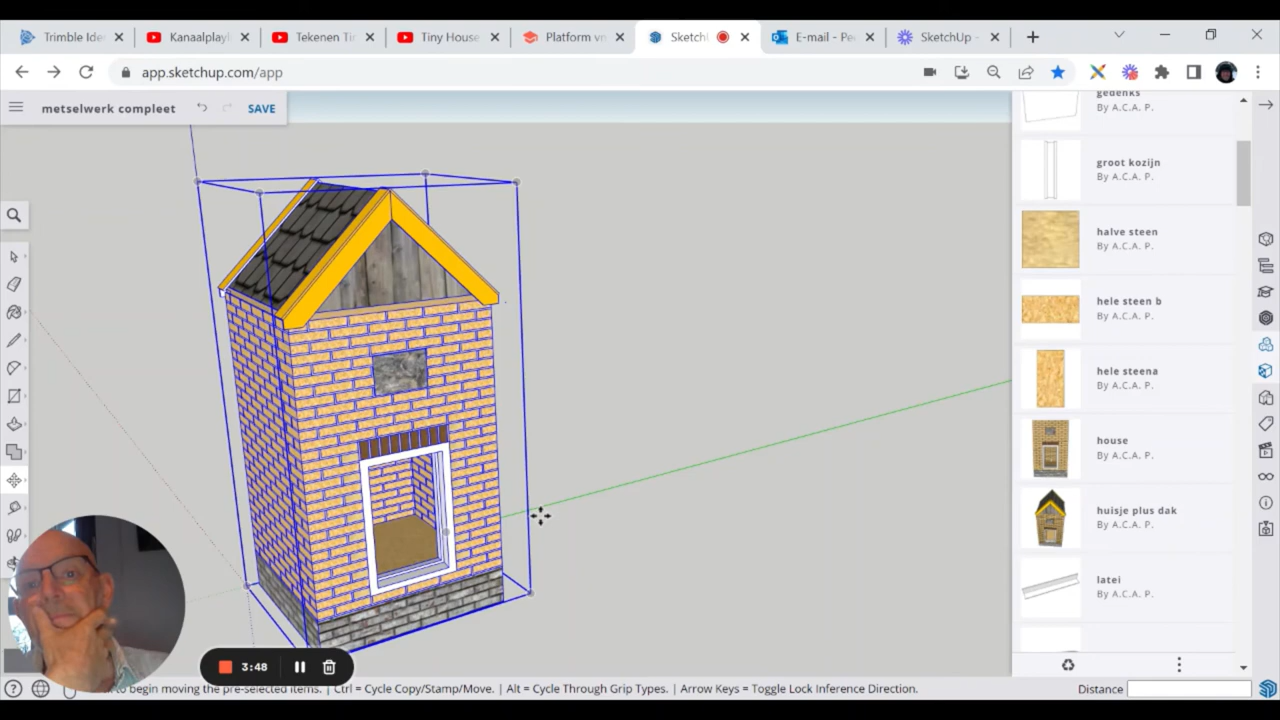 Trimble Ide
Kanaalplayl
Tekenen Ti
Tiny House
Platform vo
SketchU
E-mail - Pe
SketchUp -
app.sketchup.com/app
metselwerk compleet
SAVE
gedenks
By A.C.A. P.
groot kozijn
By A.C.A. P.
halve steen
By A.C.A. P.
hele steen b
By A.C.A. P.
hele steena
By A.C.A. P.
house
By A.C.A. P.
huisje plus dak
By A.C.A. P.
latei
By A.C.A. P.
3:48
to begin moving the pre-selected items. | Ctrl = Cycle Copy/Stamp/Move. | Alt = Cycle Through Grip Types. | Arrow Keys = Toggle Lock Inference Direction.
Distance